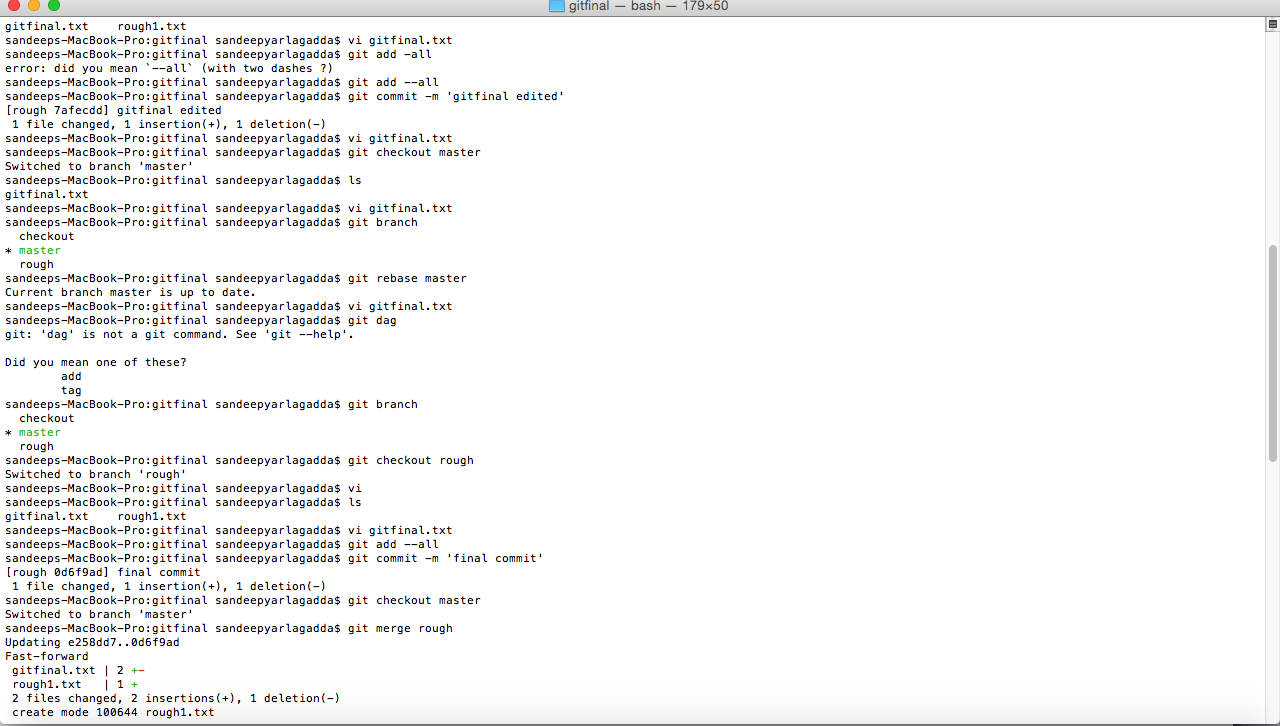 gitfinal — bash — 179×50
gitfinal.txt    rough1.txt
sandeeps-MacBook-Pro:gitfinal sandeepyarlagadda$ vi gitfinal.txt
sandeeps-MacBook-Pro:gitfinal sandeepyarlagadda$ git add -all
error: did you mean `--all` (with two dashes ?)
sandeeps-MacBook-Pro:gitfinal sandeepyarlagadda$ git add --all
sandeeps-MacBook-Pro:gitfinal sandeepyarlagadda$ git commit -m 'gitfinal edited'
[rough 7afecdd] gitfinal edited
 1 file changed, 1 insertion(+), 1 deletion(-)
sandeeps-MacBook-Pro:gitfinal sandeepyarlagadda$ vi gitfinal.txt
sandeeps-MacBook-Pro:gitfinal sandeepyarlagadda$ git checkout master
Switched to branch 'master'
sandeeps-MacBook-Pro:gitfinal sandeepyarlagadda$ ls
gitfinal.txt
sandeeps-MacBook-Pro:gitfinal sandeepyarlagadda$ vi gitfinal.txt
sandeeps-MacBook-Pro:gitfinal sandeepyarlagadda$ git branch
  checkout
* master
  rough
sandeeps-MacBook-Pro:gitfinal sandeepyarlagadda$ git rebase master
Current branch master is up to date.
sandeeps-MacBook-Pro:gitfinal sandeepyarlagadda$ vi gitfinal.txt
sandeeps-MacBook-Pro:gitfinal sandeepyarlagadda$ git dag
git: 'dag' is not a git command. See 'git --help'.

Did you mean one of these?
        add
        tag
sandeeps-MacBook-Pro:gitfinal sandeepyarlagadda$ git branch
  checkout
* master
  rough
sandeeps-MacBook-Pro:gitfinal sandeepyarlagadda$ git checkout rough
Switched to branch 'rough'
sandeeps-MacBook-Pro:gitfinal sandeepyarlagadda$ vi
sandeeps-MacBook-Pro:gitfinal sandeepyarlagadda$ ls
gitfinal.txt    rough1.txt
sandeeps-MacBook-Pro:gitfinal sandeepyarlagadda$ vi gitfinal.txt
sandeeps-MacBook-Pro:gitfinal sandeepyarlagadda$ git add --all
sandeeps-MacBook-Pro:gitfinal sandeepyarlagadda$ git commit -m 'final commit'
[rough 0d6f9ad] final commit
 1 file changed, 1 insertion(+), 1 deletion(-)
sandeeps-MacBook-Pro:gitfinal sandeepyarlagadda$ git checkout master
Switched to branch 'master'
sandeeps-MacBook-Pro:gitfinal sandeepyarlagadda$ git merge rough
Updating e258dd7..0d6f9ad
Fast-forward
 gitfinal.txt | 2 +-
 rough1.txt   | 1 +
 2 files changed, 2 insertions(+), 1 deletion(-)
 create mode 100644 rough1.txt